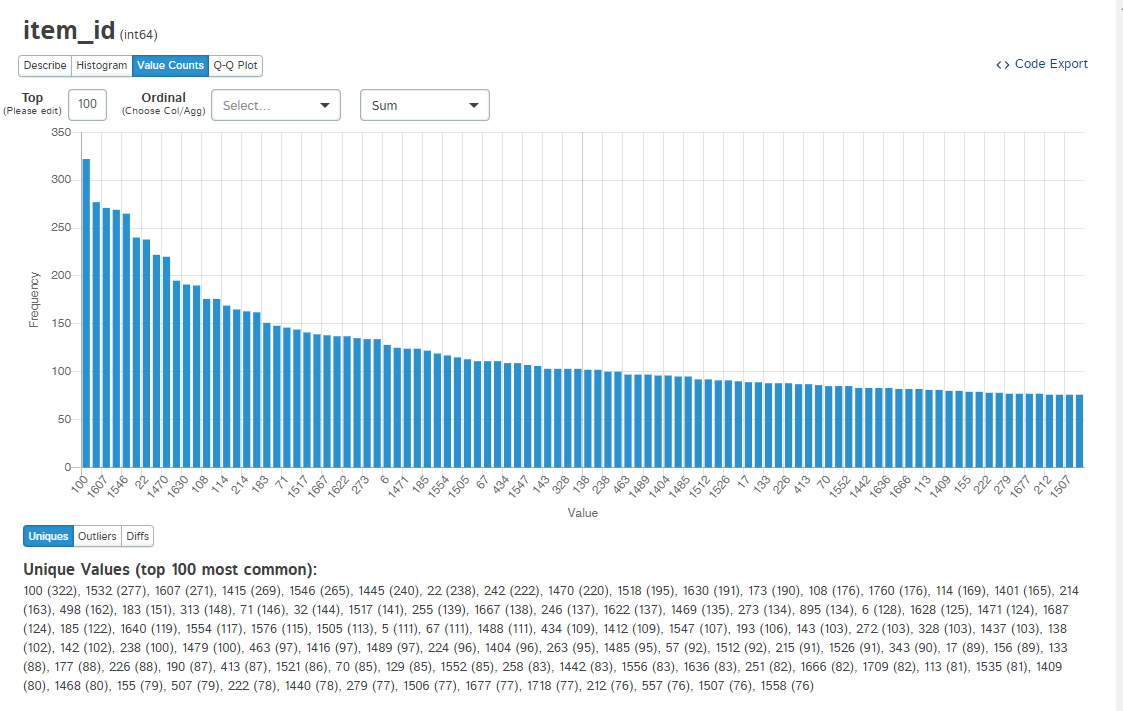 item_id (int64)
Describe Histogram Value Counts Q-Q Plot
<> Code Export
Top
(Please edit)
100
Ordinal
(Choose Col/Agg)
Select...
Sum
350
300
250
200
150
100
50
0
Frequency
100 1607 1546 22 1470 1630 108 114 214 183 71 1517 1667 1622 273 6 1471 185 1554 1505 67 434 1547 143 328 138 238 463 1489 1404 1485 1512 1526 17 133 226 413 70 1552 1442 1636 1666 113 1409 155 222 279 1677 212 1507
Value
Uniques Outliers Diffs
Unique Values (top 100 most common):
100 (322), 1532 (277), 1607 (271), 1415 (269), 1546 (265), 1445 (240), 22 (238), 242 (222), 1470 (220), 1518 (195), 1630 (191), 173 (190), 108 (176), 1760 (176), 114 (169), 1401 (165), 214
(163), 498 (162), 183 (151), 313 (148), 71 (146), 32 (144), 1517 (141), 255 (139), 1667 (138), 246 (137), 1622 (137), 1469 (135), 273 (134), 895 (134), 6 (128), 1628 (125), 1471 (124), 1687
(124), 185 (122), 1640 (119), 1554 (117), 1576 (115), 1505 (113), 5 (111), 67 (111), 1488 (111), 434 (109), 1412 (109), 1547 (107), 193 (106), 143 (103), 272 (103), 328 (103), 1437 (103), 138
(102), 142 (102), 238 (100), 1479 (100), 463 (97), 1416 (97), 1489 (97), 224 (96), 1404 (96), 263 (95), 1485 (95), 57 (92), 1512 (92), 215 (91), 1526 (91), 343 (90), 17 (89), 156 (89), 133
(88), 177 (88), 226 (88), 190 (87), 413 (87), 1521 (86), 70 (85), 129 (85), 1552 (85), 258 (83), 1442 (83), 1556 (83), 1636 (83), 251 (82), 1666 (82), 1709 (82), 113 (81), 1535 (81), 1409
(80), 1468 (80), 155 (79), 507 (79), 222 (78), 1440 (78), 279 (77), 1506 (77), 1677 (77), 1718 (77), 212 (76), 557 (76), 1507 (76), 1558 (76)